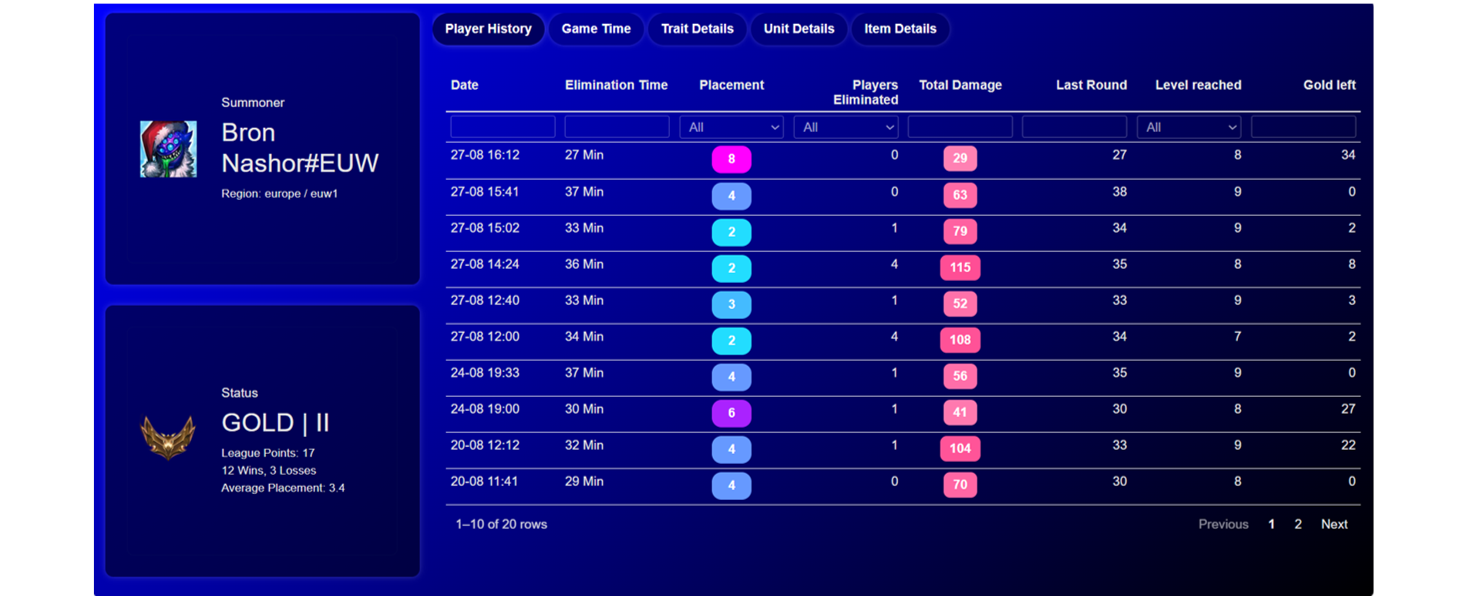 Summoner
Bron
Nashor#EUW
Region: europe / euw1
Status
GOLD | II
League Points: 17
12 Wins, 3 Losses
Average Placement: 3.4
Player History Game Time Trait Details Unit Details Item Details
Date Elimination Time Placement Players Eliminated Total Damage Last Round Level reached Gold left
All All All
27-08 16:12 27 Min 8 0 29 27 8 34
27-08 15:41 37 Min 4 0 63 38 9 0
27-08 15:02 33 Min 2 1 79 34 9 2
27-08 14:24 36 Min 2 4 115 35 8 8
27-08 12:40 33 Min 3 1 52 33 9 3
27-08 12:00 34 Min 2 4 108 34 7 2
24-08 19:33 37 Min 4 1 56 35 9 0
24-08 19:00 30 Min 6 1 41 30 8 27
20-08 12:12 32 Min 4 1 104 33 9 22
20-08 11:41 29 Min 4 0 70 30 8 0
1–10 of 20 rows Previous 1 2 Next